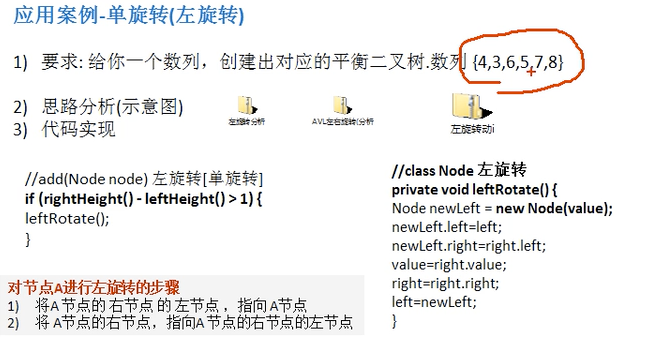 应用案例-单旋转(左旋转)
1) 要求: 给你一个数列，创建出对应的平衡二叉树.数列 {4,3,6,5,7,8}
2) 思路分析(示意图)
3) 代码实现
左旋转分析
AVL左右旋转(分析
左旋转动i
//add(Node node) 左旋转[单旋转]
if (rightHeight() - leftHeight() > 1) {
leftRotate();
}
//class Node 左旋转
private void leftRotate() {
Node newLeft = new Node(value);
newLeft.left=left;
newLeft.right=right.left;
value=right.value;
right=right.right;
left=newLeft;
}
对节点A进行左旋转的步骤
1) 将A节点的 右节点 的 左节点 ，指向A节点
2) 将 A节点的右节点，指向A 节点的右节点的左节点